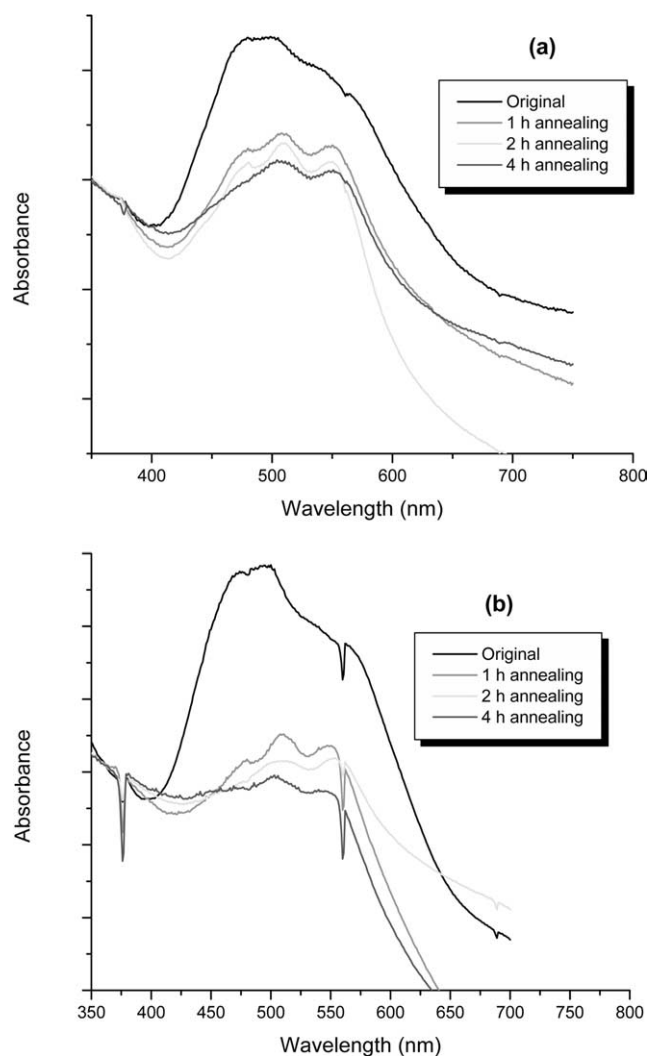 (a)
Original
1 h annealing
2 h annealing
4 h annealing
Absorbance
400 500 600 700 800
Wavelength (nm)
(b)
Original
1 h annealing
2 h annealing
4 h annealing
Absorbance
350 400 450 500 550 600 650 700 750 800
Wavelength (nm)